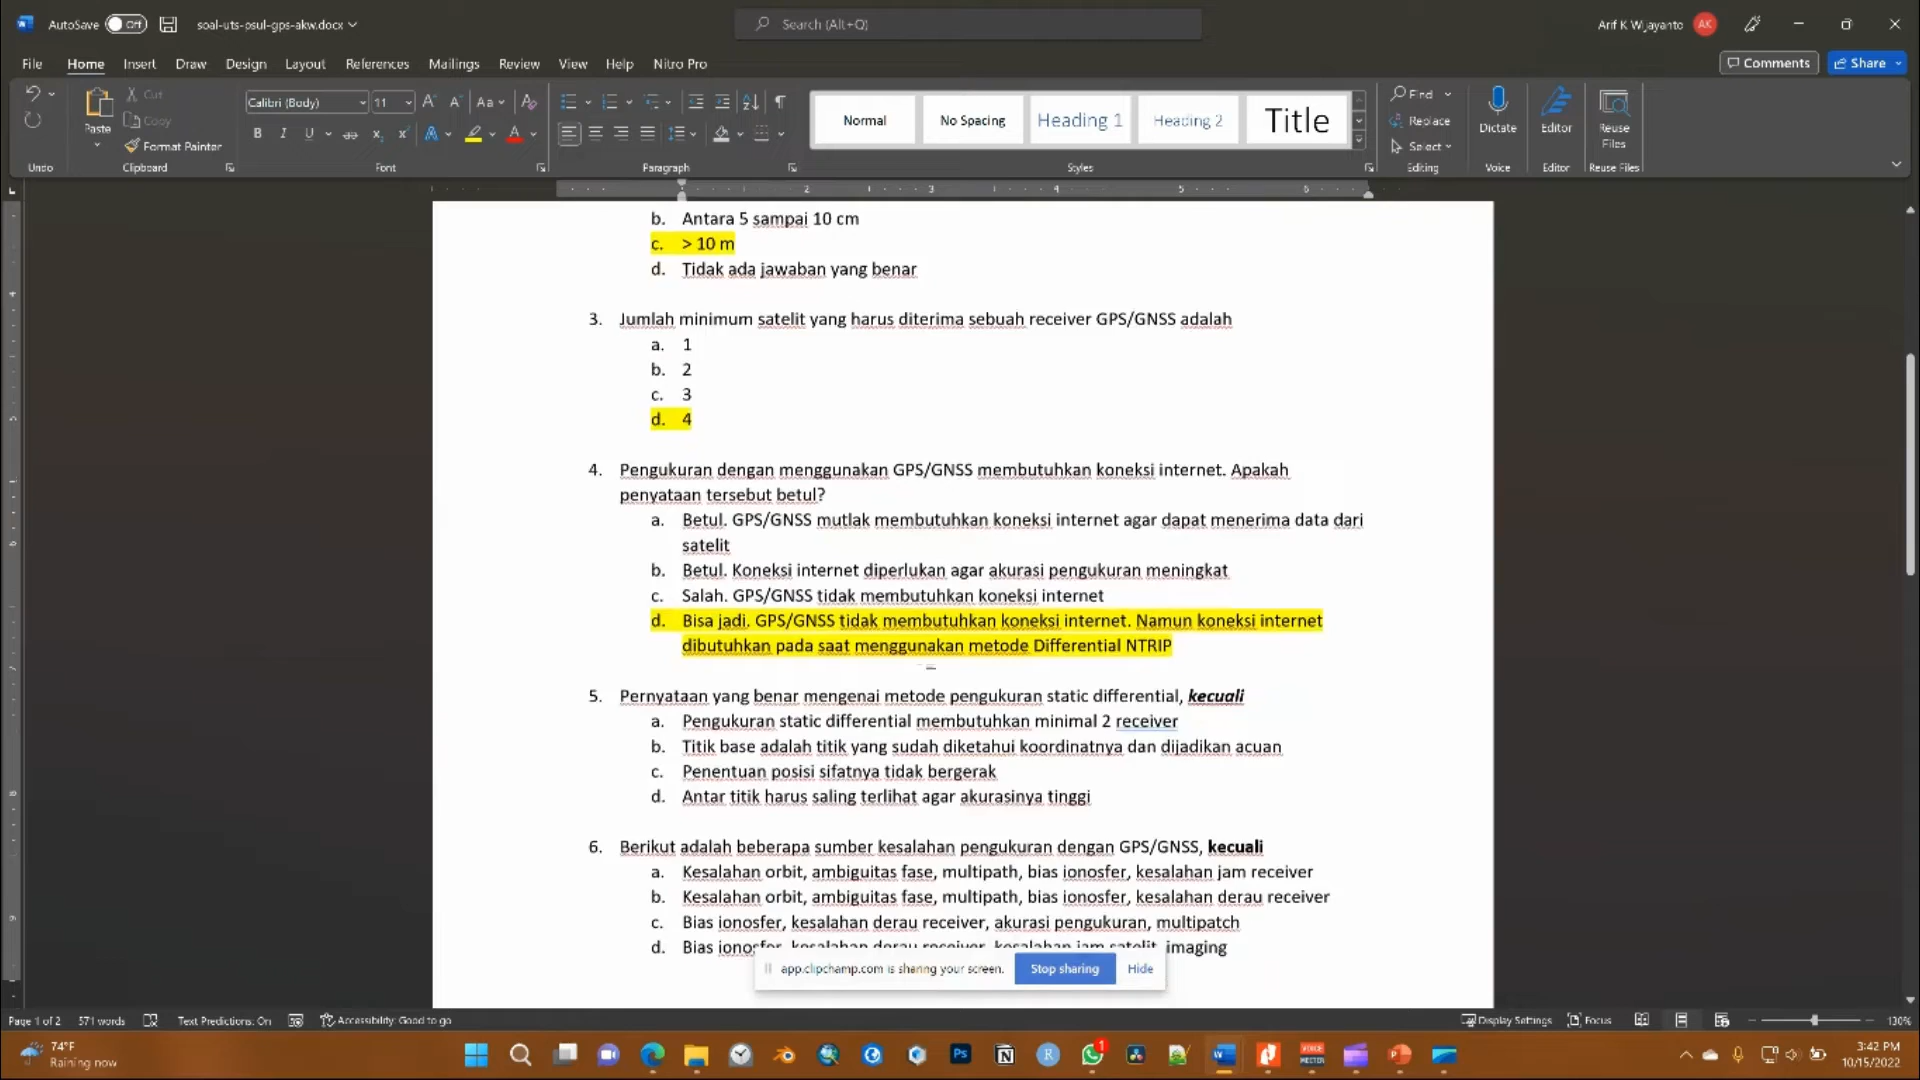 AutoSave Off soal-uts-psul-gps-akw.docx
Search (Alt+Q)
Arif K Wijayanto AK
File Home Insert Draw Design Layout References Mailings Review View Help Nitro Pro
Comments Share
Paste
Cut
Copy
Format Painter
Calibri (Body) 11
Normal No Spacing Heading 1 Heading 2 Title
Find
Replace
Select
Dictate Editor Reuse Files
Undo Clipboard Font Paragraph Styles Editing Voice Editor Reuse Files
b. Antara 5 sampai 10 cm
c. > 10 m
d. Tidak ada jawaban yang benar
3. Jumlah minimum satelit yang harus diterima sebuah receiver GPS/GNSS adalah
a. 1
b. 2
c. 3
d. 4
4. Pengukuran dengan menggunakan GPS/GNSS membutuhkan koneksi internet. Apakah
penyataan tersebut betul?
a. Betul. GPS/GNSS mutlak membutuhkan koneksi internet agar dapat menerima data dari
satelit
b. Betul. Koneksi internet diperlukan agar akurasi pengukuran meningkat
c. Salah. GPS/GNSS tidak membutuhkan koneksi internet
d. Bisa jadi. GPS/GNSS tidak membutuhkan koneksi internet. Namun koneksi internet
dibutuhkan pada saat menggunakan metode Differential NTRIP
5. Pernyataan yang benar mengenai metode pengukuran static differential, kecuali
a. Pengukuran static differential membutuhkan minimal 2 receiver
b. Titik base adalah titik yang sudah diketahui koordinatnya dan dijadikan acuan
c. Penentuan posisi sifatnya tidak bergerak
d. Antar titik harus saling terlihat agar akurasinya tinggi
6. Berikut adalah beberapa sumber kesalahan pengukuran dengan GPS/GNSS, kecuali
a. Kesalahan orbit, ambiguitas fase, multipath, bias ionosfer, kesalahan jam receiver
b. Kesalahan orbit, ambiguitas fase, multipath, bias ionosfer, kesalahan derau receiver
c. Bias ionosfer, kesalahan derau receiver, akurasi pengukuran, multipatch
d. Bias ionosfer, kesalahan derau receiver, kesalahan jam satelit, imaging
app.clipchamp.com is sharing your screen. Stop sharing Hide
Page 1 of 2 571 words Text Predictions: On Accessibility: Good to go
Display Settings Focus 130%
74°F
Raining now
3:42 PM
10/15/2022